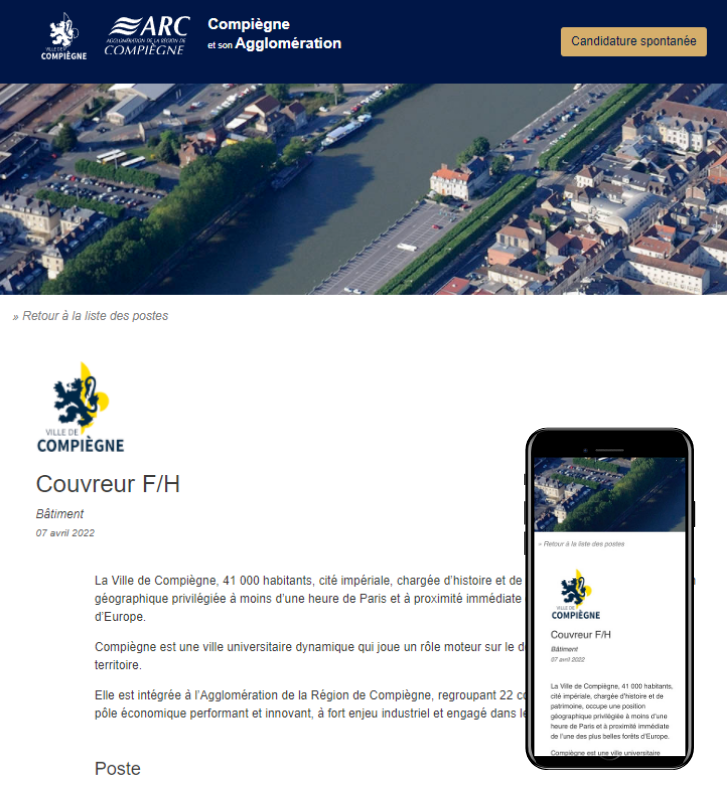 VILLE DE
COMPIÈGNE
ARC
AGGLOMÉRATION DE LA RÉGION DE
COMPIÈGNE
Compiègne
et son Agglomération
Candidature spontanée
» Retour à la liste des postes
VILLE DE
COMPIÈGNE
Couvreur F/H
Bâtiment
07 avril 2022
La Ville de Compiègne, 41 000 habitants, cité impériale, chargée d'histoire et de
géographique privilégiée à moins d'une heure de Paris et à proximité immédiate
d'Europe.
Compiègne est une ville universitaire dynamique qui joue un rôle moteur sur le d
territoire.
Elle est intégrée à l'Agglomération de la Région de Compiègne, regroupant 22 co
pôle économique performant et innovant, à fort enjeu industriel et engagé dans le
Poste
» Retour à la liste des postes
VILLE DE
COMPIÈGNE
Couvreur F/H
Bâtiment
07 avril 2022
La Ville de Compiègne, 41 000 habitants,
cité impériale, chargée d'histoire et de
patrimoine, occupe une position
géographique privilégiée à moins d'une
heure de Paris et à proximité immédiate
de l'une des plus belles forêts d'Europe.
Compiègne est une ville universitaire